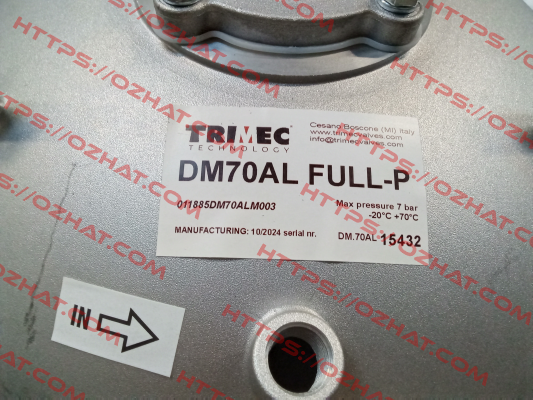 TRIMEC
TECHNOLOGY
Cesano Boscone (MI) Italy
www.trimecvalves.com
info@trimecvalves.com
DM70AL FULL-P
011885DM70ALM003
Max pressure 7 bar
-20°C +70°C
MANUFACTURING: 10/2024 serial nr. DM.70AL 15432
IN
HTTPS://OZHAT.COM